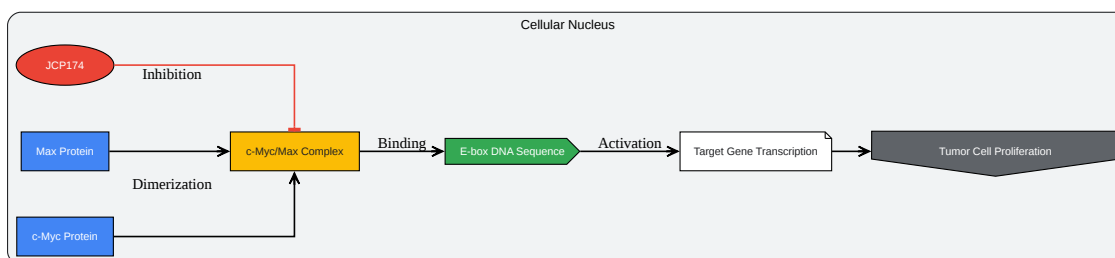 Cellular Nucleus
JCP174
Inhibition
Max Protein
c-Myc/Max Complex
Binding
E-box DNA Sequence
Activation
Target Gene Transcription
Tumor Cell Proliferation
Dimerization
c-Myc Protein